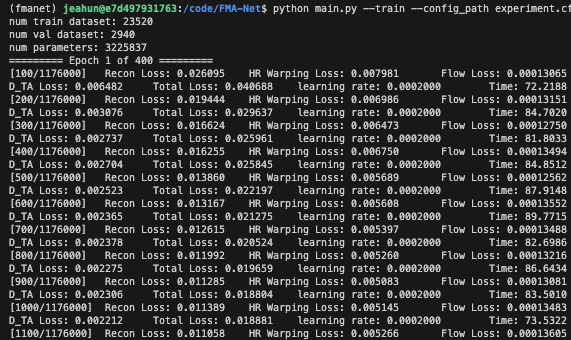 (fmanet) jeahun@e7d497931763:/code/FMA-Net$ python main.py --train --config_path experiment.cf
num train dataset: 23520
num val dataset: 2940
num parameters: 3225837
========= Epoch 1 of 400 =========
[100/1176000] Recon Loss: 0.026095 HR Warping Loss: 0.007981 Flow Loss: 0.00013065
D_TA Loss: 0.006482 Total Loss: 0.040688 learning rate: 0.0002000 Time: 72.2188
[200/1176000] Recon Loss: 0.019444 HR Warping Loss: 0.006986 Flow Loss: 0.00013151
D_TA Loss: 0.003076 Total Loss: 0.029637 learning rate: 0.0002000 Time: 84.7020
[300/1176000] Recon Loss: 0.016624 HR Warping Loss: 0.006473 Flow Loss: 0.00012750
D_TA Loss: 0.002737 Total Loss: 0.025961 learning rate: 0.0002000 Time: 81.8033
[400/1176000] Recon Loss: 0.016255 HR Warping Loss: 0.006750 Flow Loss: 0.00013494
D_TA Loss: 0.002704 Total Loss: 0.025845 learning rate: 0.0002000 Time: 84.8512
[500/1176000] Recon Loss: 0.013860 HR Warping Loss: 0.005689 Flow Loss: 0.00012562
D_TA Loss: 0.002523 Total Loss: 0.022197 learning rate: 0.0002000 Time: 87.9148
[600/1176000] Recon Loss: 0.013167 HR Warping Loss: 0.005608 Flow Loss: 0.00013552
D_TA Loss: 0.002365 Total Loss: 0.021275 learning rate: 0.0002000 Time: 89.7715
[700/1176000] Recon Loss: 0.012615 HR Warping Loss: 0.005397 Flow Loss: 0.00013488
D_TA Loss: 0.002378 Total Loss: 0.020524 learning rate: 0.0002000 Time: 82.6986
[800/1176000] Recon Loss: 0.011992 HR Warping Loss: 0.005260 Flow Loss: 0.00013216
D_TA Loss: 0.002275 Total Loss: 0.019659 learning rate: 0.0002000 Time: 86.6434
[900/1176000] Recon Loss: 0.011285 HR Warping Loss: 0.005083 Flow Loss: 0.00013081
D_TA Loss: 0.002306 Total Loss: 0.018804 learning rate: 0.0002000 Time: 83.5010
[1000/1176000] Recon Loss: 0.011389 HR Warping Loss: 0.005145 Flow Loss: 0.00013483
D_TA Loss: 0.002212 Total Loss: 0.018881 learning rate: 0.0002000 Time: 73.5322
[1100/1176000] Recon Loss: 0.011058 HR Warping Loss: 0.005266 Flow Loss: 0.00013605